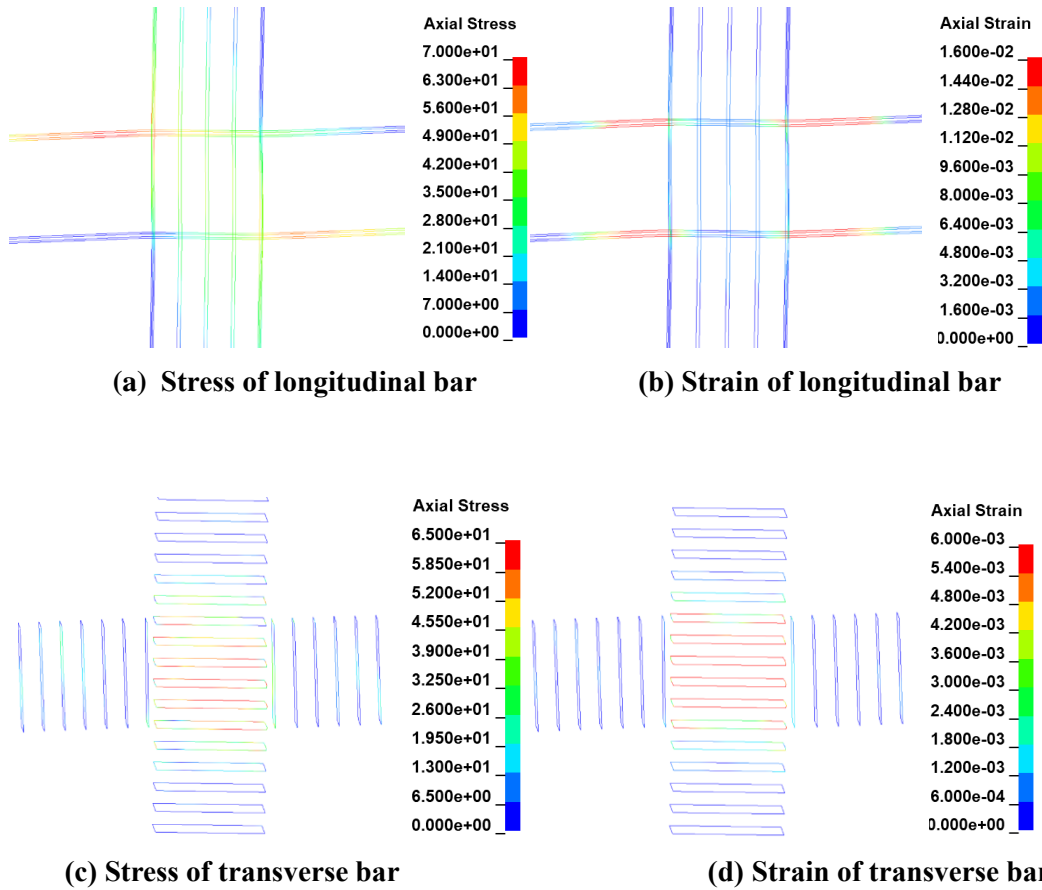 Axial Stress
7.000e+01
6.300e+01
5.600e+01
4.900e+01
4.200e+01
3.500e+01
2.800e+01
2.100e+01
1.400e+01
7.000e+00
0.000e+00
Axial Strain
1.600e-02
1.440e-02
1.280e-02
1.120e-02
9.600e-03
8.000e-03
6.400e-03
4.800e-03
3.200e-03
1.600e-03
0.000e+00
(a) Stress of longitudinal bar
(b) Strain of longitudinal bar
Axial Stress
6.500e+01
5.850e+01
5.200e+01
4.550e+01
3.900e+01
3.250e+01
2.600e+01
1.950e+01
1.300e+01
6.500e+00
0.000e+00
Axial Strain
6.000e-03
5.400e-03
4.800e-03
4.200e-03
3.600e-03
3.000e-03
2.400e-03
1.800e-03
1.200e-03
6.000e-04
0.000e+00
(c) Stress of transverse bar
(d) Strain of transverse bar